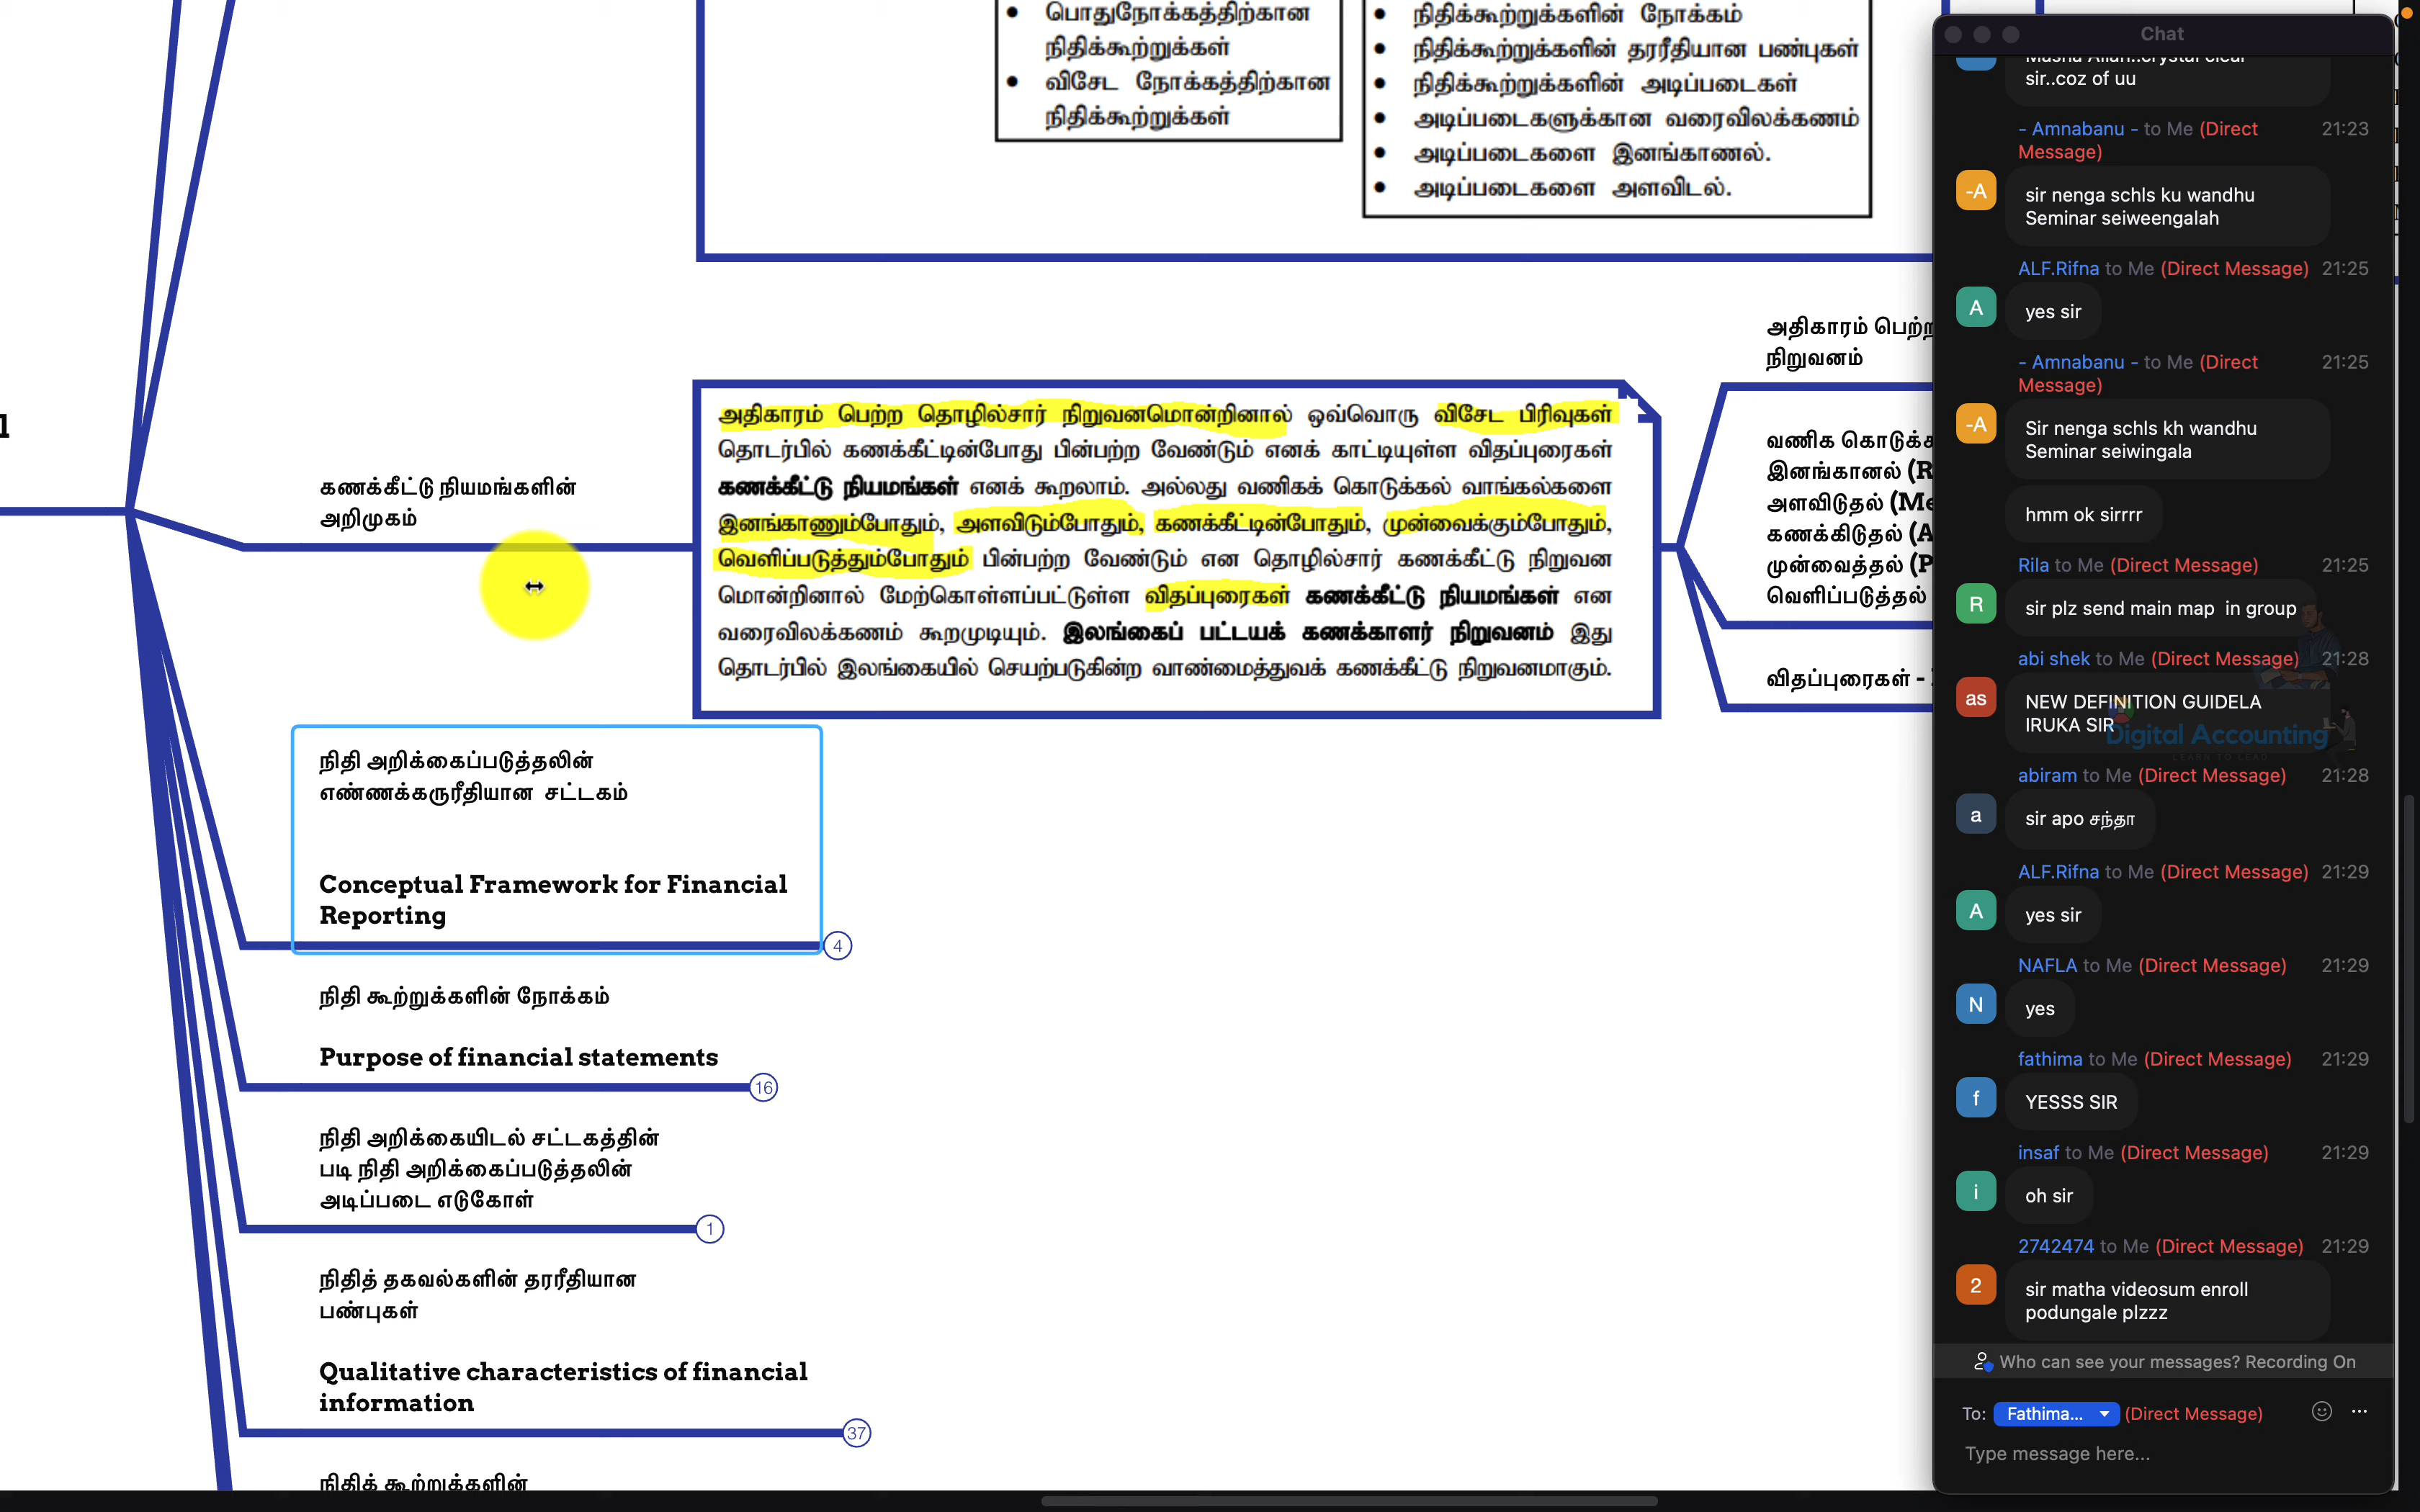 பொதுநோக்கத்திற்கான
நிதிக்கூற்றுக்கள்
விசேட நோக்கத்திற்கான
நிதிக்கூற்றுக்கள்
நிதிக்கூற்றுக்களின் நோக்கம்
நிதிக்கூற்றுக்களின் தரரீதியான பண்புகள்
நிதிக்கூற்றுக்களின் அடிப்படைகள்
அடிப்படைகளுக்கான வரைவிலக்கணம்
அடிப்படைகளை இனங்காணல்.
அடிப்படைகளை அளவிடல்.
கணக்கீட்டு நியமங்களின்
அறிமுகம்
அதிகாரம் பெற்ற தொழில்சார் நிறுவனமொன்றினால் ஒவ்வொரு விசேட பிரிவுகள்
தொடர்பில் கணக்கீட்டின்போது பின்பற்ற வேண்டும் எனக் காட்டியுள்ள விதப்புரைகள்
கணக்கீட்டு நியமங்கள் எனக் கூறலாம். அல்லது வணிகக் கொடுக்கல் வாங்கல்களை
இனங்காணும்போதும், அளவிடும்போதும், கணக்கீட்டின்போதும், முன்வைக்கும்போதும்,
வெளிப்படுத்தும்போதும் பின்பற்ற வேண்டும் என தொழில்சார் கணக்கீட்டு நிறுவன
மொன்றினால் மேற்கொள்ளப்பட்டுள்ள விதப்புரைகள் கணக்கீட்டு நியமங்கள் என
வரைவிலக்கணம் கூறமுடியும். இலங்கைப் பட்டயக் கணக்காளர் நிறுவனம் இது
தொடர்பில் இலங்கையில் செயற்படுகின்ற வாண்மைத்துவக் கணக்கீட்டு நிறுவனமாகும்.
அதிகாரம் பெற்ற
நிறுவனம்
வணிக
இனங்கானல் (R
அளவிடுதல் (Me
கணக்கிடுதல் (A
முன்வைத்தல் (P
வெளிப்படுத்தல்
விதப்புரைகள் -
நிதி அறிக்கைப்படுத்தலின்
எண்ணக்கருரீதியான சட்டகம்
Conceptual Framework for Financial
Reporting
4
நிதி கூற்றுக்களின் நோக்கம்
Purpose of financial statements
16
நிதி அறிக்கையிடல் சட்டகத்தின்
படி நிதி அறிக்கைப்படுத்தலின்
அடிப்படை எடுகோள்
1
நிதித் தகவல்களின் தரரீதியான
பண்புகள்
Qualitative characteristics of financial
information
37
நிதிக் கூற்றுக்களின்
Chat
sir..coz of uu
- Amnabanu - to Me (Direct 21:23
Message)
-A
sir nenga schls ku wandhu
Seminar seiweengalah
ALF.Rifna to Me (Direct Message) 21:25
A
yes sir
- Amnabanu - to Me (Direct 21:25
Message)
-A
Sir nenga schls kh wandhu
Seminar seiwingala
hmm ok sirrrr
Rila to Me (Direct Message) 21:25
R
sir plz send main map in group
abi shek to Me (Direct Message) 21:28
as
NEW DEFINITION GUIDELA
IRUKA SIR
Digital Accounting
LEARN TO LEAD
abiram to Me (Direct Message) 21:28
a
sir apo சந்தா
ALF.Rifna to Me (Direct Message) 21:29
A
yes sir
NAFLA to Me (Direct Message) 21:29
N
yes
fathima to Me (Direct Message) 21:29
f
YESSS SIR
insaf to Me (Direct Message) 21:29
i
oh sir
2742474 to Me (Direct Message) 21:29
2
sir matha videosum enroll
podungale plzzz
Who can see your messages? Recording On
To: Fathima... (Direct Message)
Type message here...